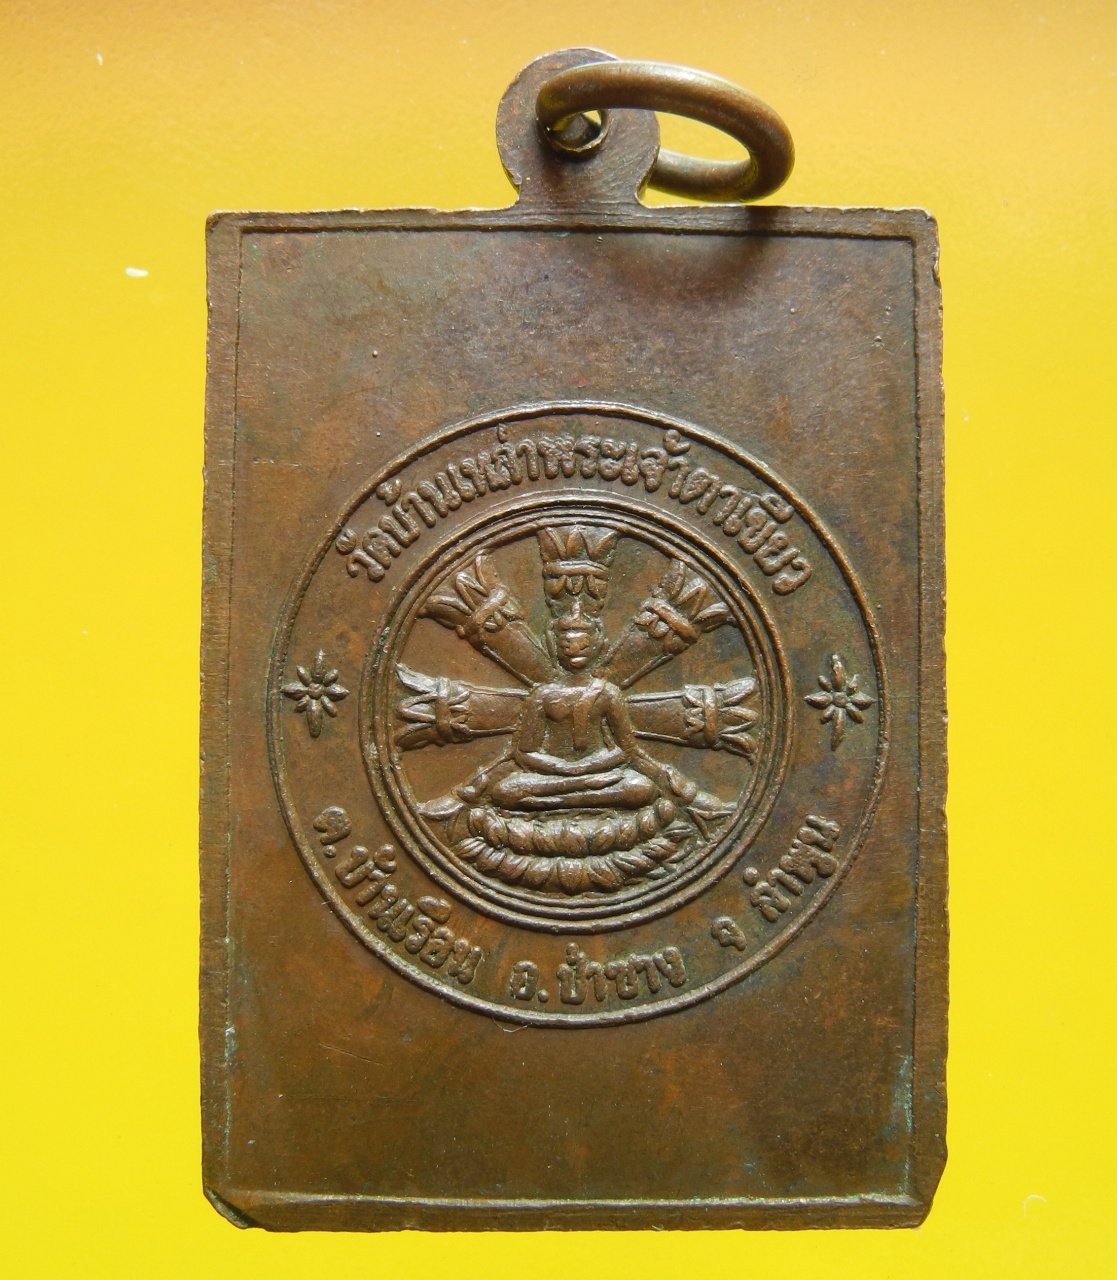 วัดบ้านเหล่าพระเจ้าตาเขียว
ต.บ้านเรือน อ.ป่าซาง จ.ลำพูน